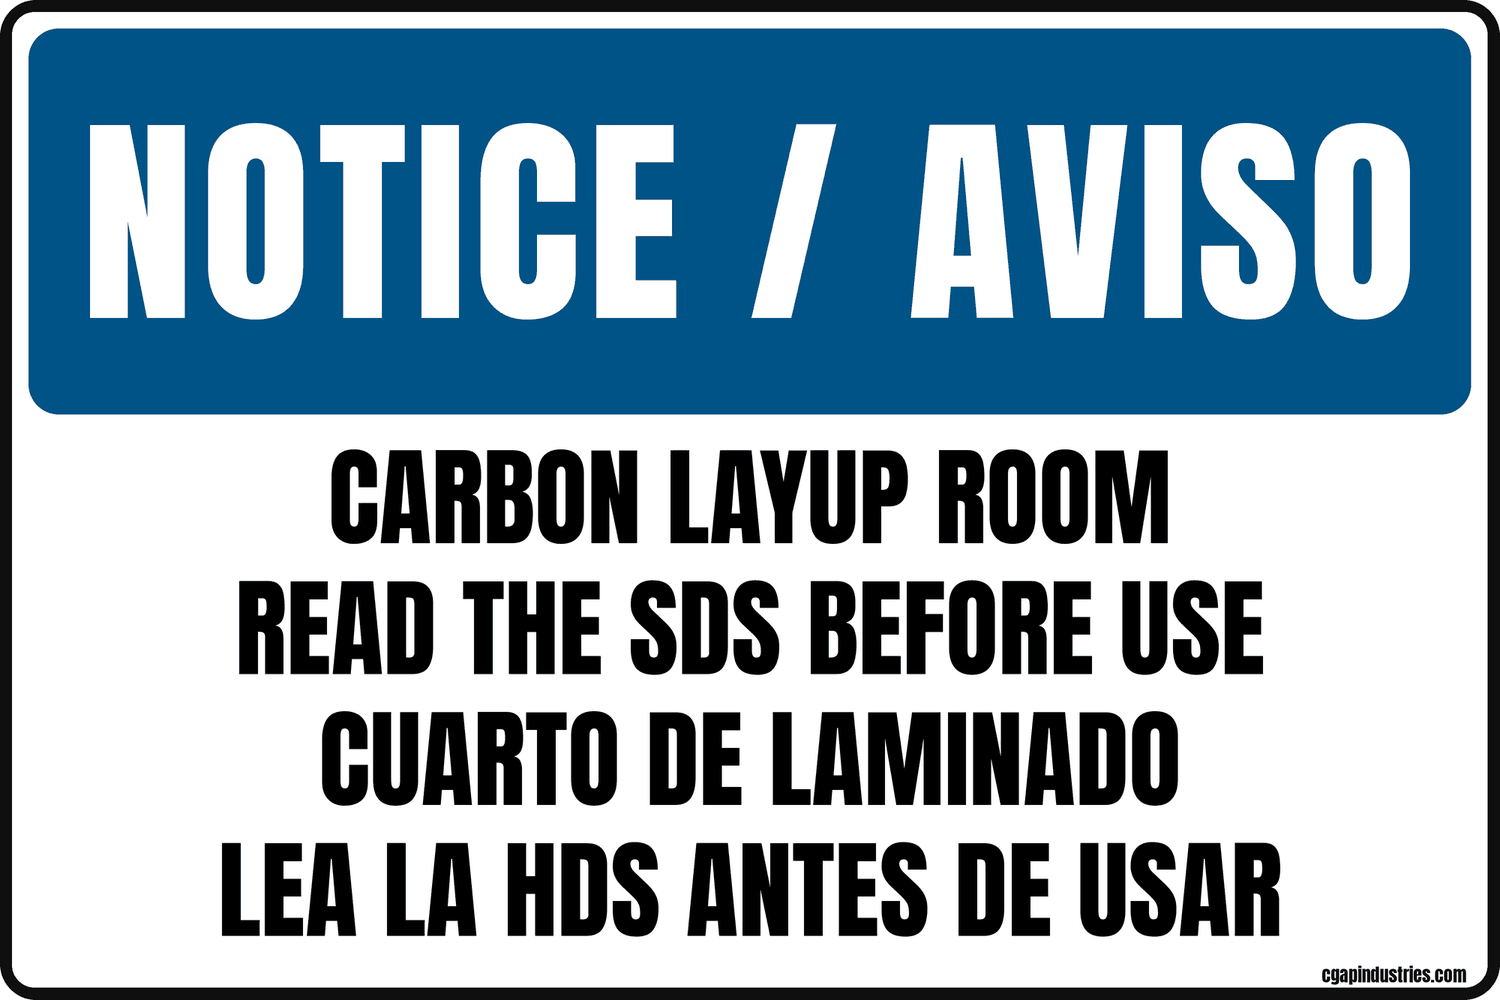 NOTICE / AVISO
CARBON LAYUP ROOM
READ THE SDS BEFORE USE
CUARTO DE LAMINADO
LEA LA HDS ANTES DE USAR
cgapindustries.com